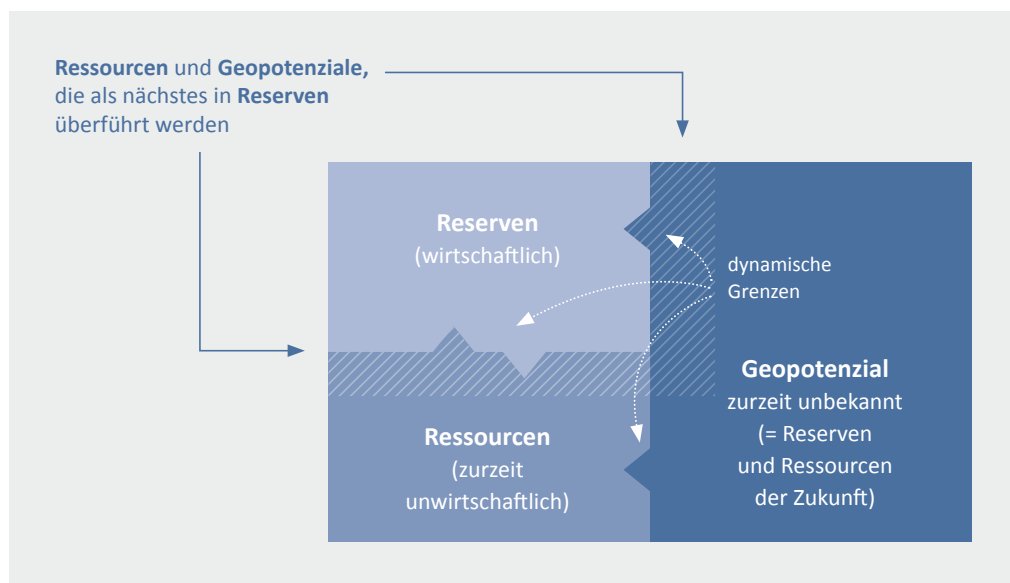 Ressourcen und Geopotenziale,
die als nächstes in Reserven
überführt werden
Reserven
(wirtschaftlich)
dynamische
Grenzen
Geopotenzial
zurzeit unbekannt
(= Reserven
und Ressourcen
der Zukunft)
Ressourcen
(zurzeit
unwirtschaftlich)